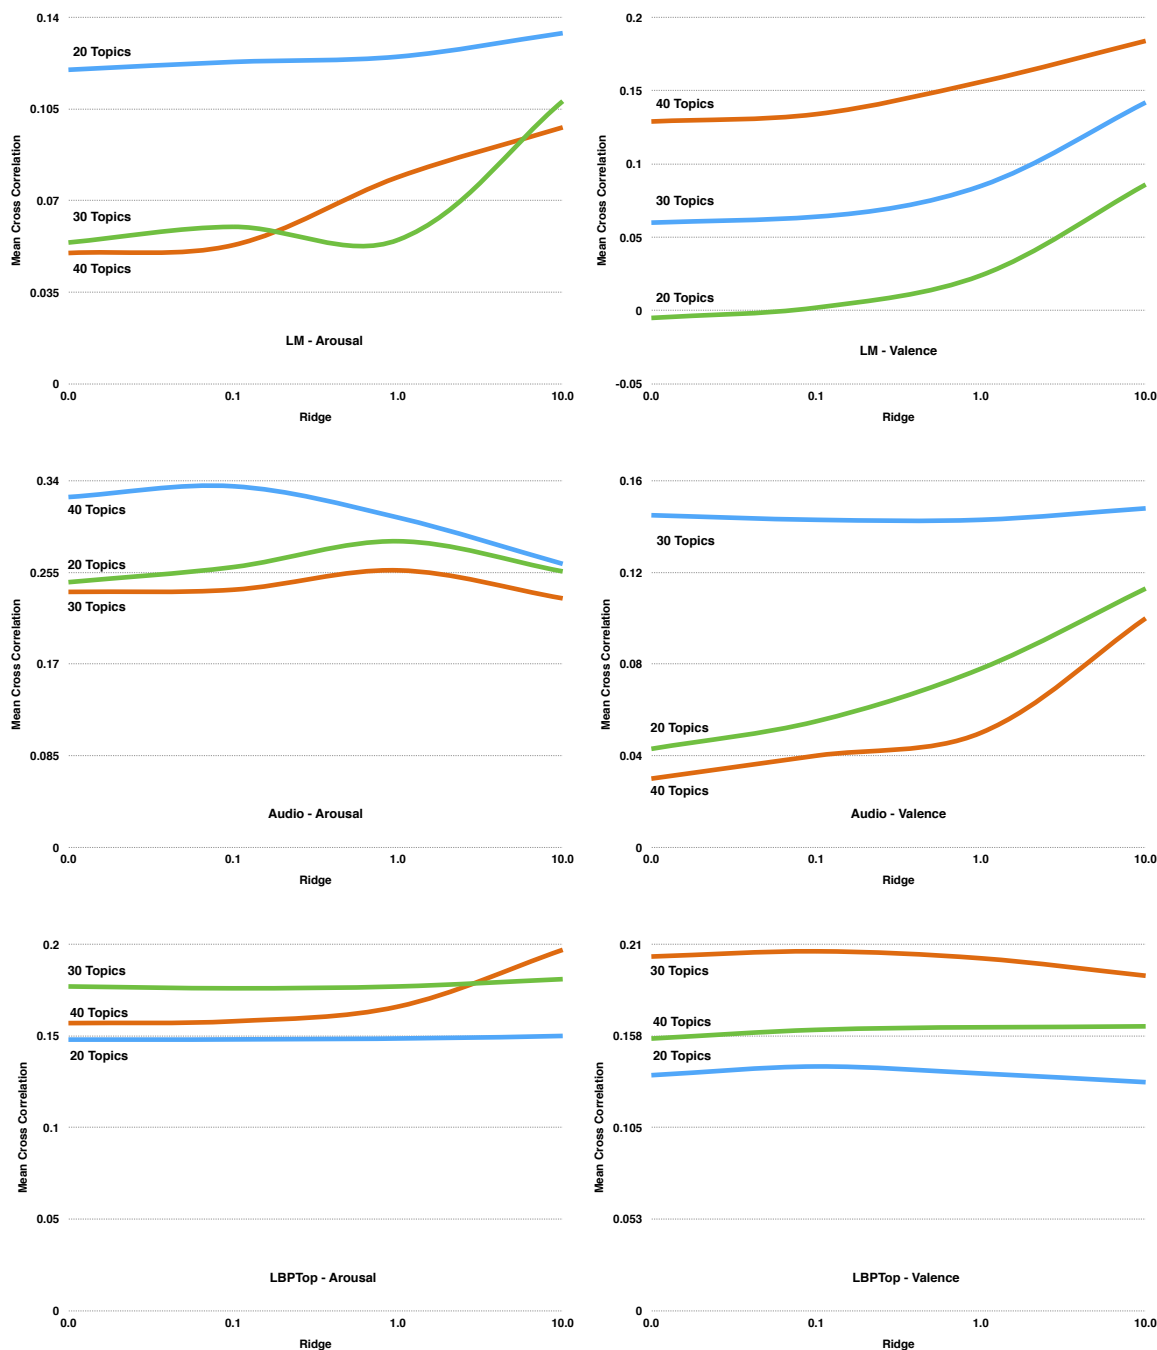 0.14
20 Topics
0.105
Mean Cross Correlation
0.07
30 Topics
40 Topics
0.035
LM - Arousal
0
0.0 0.1 1.0 10.0
Ridge
0.2
0.15
40 Topics
0.1
Mean Cross Correlation
30 Topics
0.05
20 Topics
0
LM - Valence
-0.05
0.0 0.1 1.0 10.0
Ridge
0.34
40 Topics
20 Topics
0.255
30 Topics
Mean Cross Correlation
0.17
0.085
Audio - Arousal
0
0.0 0.1 1.0 10.0
Ridge
0.16
30 Topics
0.12
Mean Cross Correlation
0.08
20 Topics
0.04
40 Topics
Audio - Valence
0
0.0 0.1 1.0 10.0
Ridge
0.2
30 Topics
40 Topics
0.15
20 Topics
Mean Cross Correlation
0.1
0.05
LBPTop - Arousal
0
0.0 0.1 1.0 10.0
Ridge
0.21
30 Topics
40 Topics
0.158
20 Topics
Mean Cross Correlation
0.105
0.053
LBPTop - Valence
0
0.0 0.1 1.0 10.0
Ridge